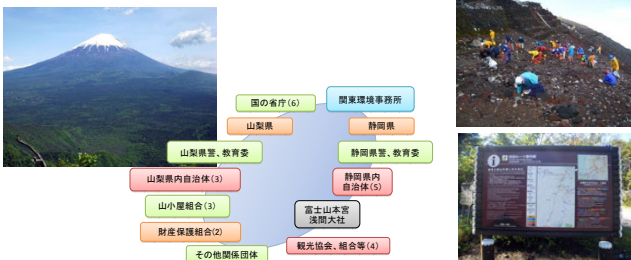 国の省庁(6)
関東環境事務所
山梨県
静岡県
山梨県警、教育委
静岡県警、教育委
山梨県内自治体(3)
静岡県内
自治体(5)
山小屋組合(3)
富士山本宮
浅間大社
財産保護組合(2)
観光協会、組合等(4)
その他関係団体